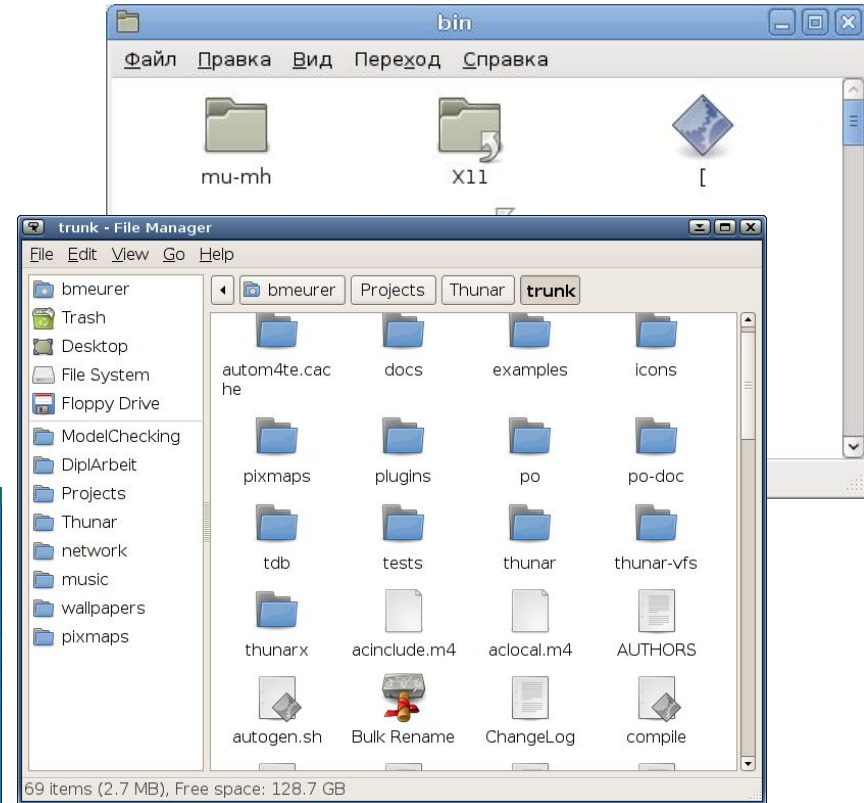 bin
Файл Правка Вид Переход Справка
mu-mh X11 [
trunk - File Manager
File Edit View Go Help
bmeurer Projects Thunar trunk
bmeurer
Trash
Desktop
File System
Floppy Drive
ModelChecking
DiplArbeit
Projects
Thunar
network
music
wallpapers
pixmaps
autom4te.cac
he
docs examples icons
pixmaps plugins po po-doc
tdb tests thunar thunar-vfs
thunarx acinclude.m4 aclocal.m4 AUTHORS
autogen.sh Bulk Rename ChangeLog compile
69 items (2.7 MB), Free space: 128.7 GB